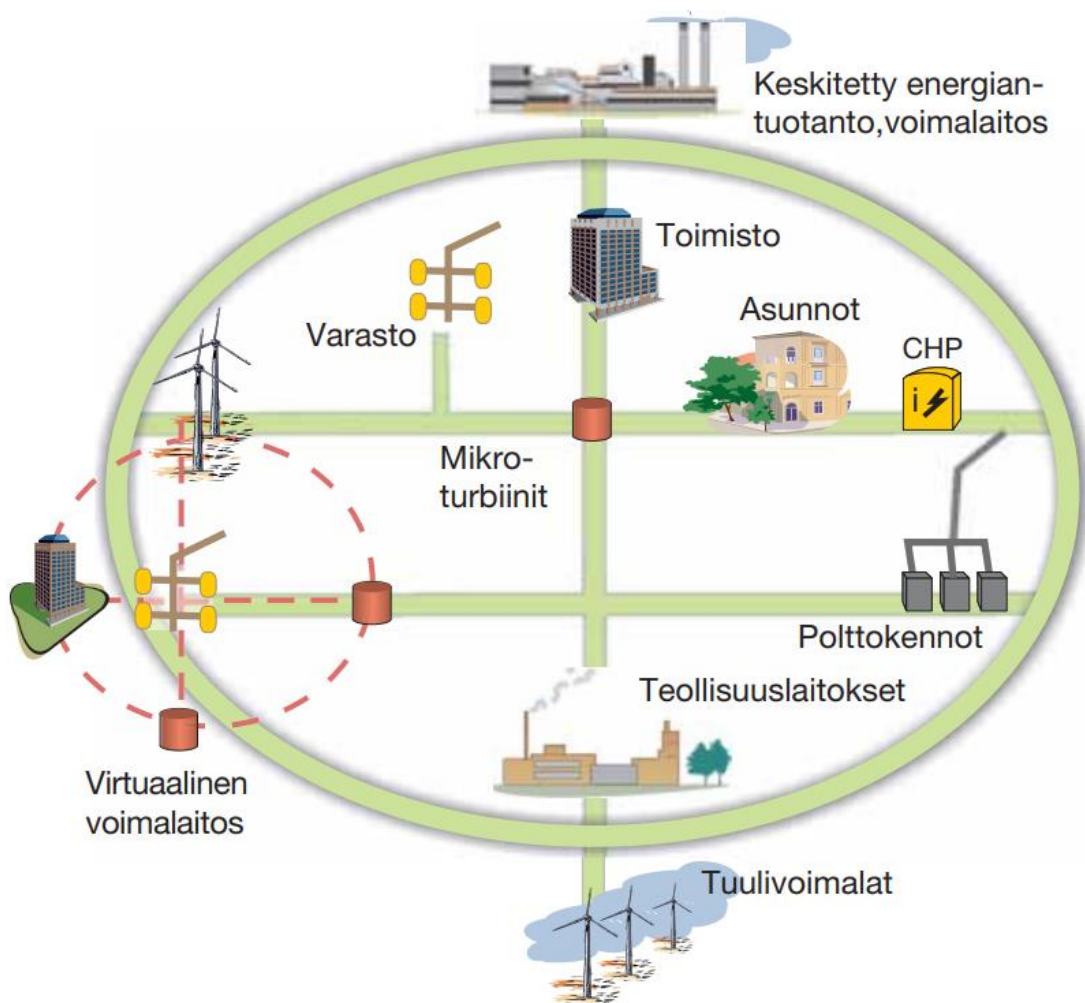 Keskitetty energian-
tuotanto,voimalaitos
Toimisto
Varasto
Asunnot
CHP
i
Mikro-
turbiinit
Polttokennot
Teollisuuslaitokset
Virtuaalinen
voimalaitos
Tuulivoimalat